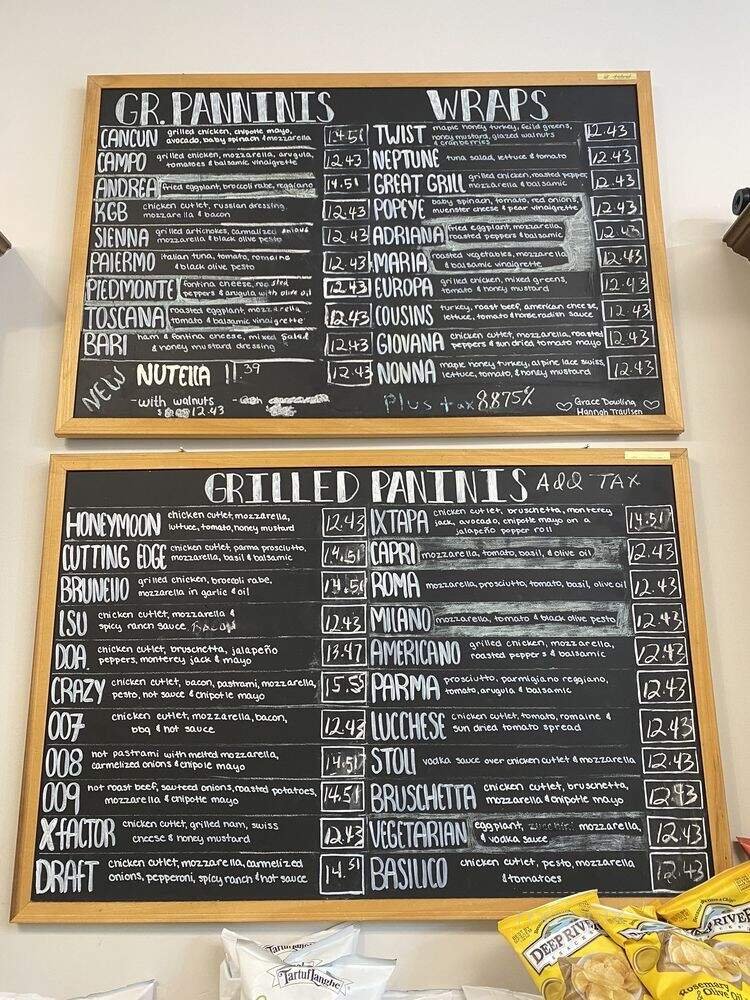 GR. PANNINIS
CANCUN grilled chicken, chipotle mayo, 14.51
avocado, baby spinach & mozzarella
CAMPO grilled chicken, mozzarella, arugula, 12.43
tomatoes & balsamic vinaigrette
ANDREA fried eggplant, broccoli rabe, reggiano 14.51
KGB chicken cutlet, russian dressing 12.43
mozzarella & bacon
SIENNA grilled artichokes, carmalized onions 12.43
mozzarella & black olive pesto
PALERMO italian tuna, tomato, romaine 12.43
& black olive pesto
PIEDMONTE fontina cheese, roasted 12.43
peppers & arugula with olive oil
TOSCANA roasted eggplant, mozzarella, 12.43
tomato & balsamic vinaigrette
BARI ham & fontina cheese, mixed salad 12.43
& honey mustard dressing
NEW NUTELLA 11.39 12.43
-with walnuts
12.43
WRAPS
TWIST maple honey turkey, feild greens, 12.43
honey mustard, glazed walnuts
& cranberries
NEPTUNE tuna salad, lettuce & tomato 12.43
GREAT GRILL grilled chicken, roasted pepper, 12.43
mozzarella & balsamic
POPEYE baby spinach, tomato, red onions, 12.43
muenster cheese & pear vinaigrette
ADRIANA fried eggplant, mozzarella, 12.43
roasted peppers & balsamic
MARIA roasted vegetables, mozzarella 12.43
& balsamic vinaigrette
EUROPA grilled chicken, mixed greens, 12.43
tomato & honey mustard
COUSINS turkey, roast beef, american cheese, 12.43
lettuce, tomato & horseradish sauce
GIOVANA chicken cutlet, mozzarella, roasted 12.43
peppers & sun dried tomato mayo
NONNA maple honey turkey, alpine lace swiss, 12.43
lettuce, tomato, & honey mustard
Plus tax 8.875%
Grace Dowling
Hannah Traulsen
GRILLED PANINIS ADD TAX
HONEYMOON chicken cutlet, mozzarella, 12.43
luttuce, tomato, honey mustard
CUTTING EDGE chicken cutlet, parma prosciutto, 14.51
mozzarella, basil & balsamic
BRUNELLO grilled chicken, broccoli rabe, 14.51
mozzarella in garlic & oil
LSU chicken cutlet, mozzarella & 12.43
spicy ranch sauce Bacon
DOA. chicken cutlet, bruschetta, jalapeño 13.47
peppers, monterey jack & mayo
CRAZY chicken cutlet, bacon, pastrami, mozzarella, 15.55
pesto, hot sauce & chipotle mayo
007 chicken cutlet, mozzarella, bacon, 12.43
bbq & hot sauce
008 hot pastrami with melted mozzarella, 14.51
carmelized onions & chipole mayo
009 hot roast beef, sauteed onions, roasted potatoes, 14.51
mozzarella & chipotle mayo
XFACTOR chicken cutlet, grilled ham, swiss 12.43
cheese & honey mustard
DRAFT chicken cutlet, mozzarella, carmelized 14.51
onions, pepperoni, spicy ranch & hot sauce
IXTAPA chicken cutlet, bruschetta, monterey 14.51
jack, avocado, chipotle mayo on a
jalapeño pepper roll
CAPRI mozzarella, tomato, basil, & olive oil 12.43
ROMA mozzarella, prosciutto, tomato, basil, olive oil 12.43
MILANO mozzarella, tomato & black olive pesto 12.43
AMERICANO grilled chicken, mozzarella, 12.43
roasted peppers & balsamic
PARMA prosciutto, parmigiano reggiano, 12.43
tomato, arugula & balsamic
LUCCHESE chicken cutlet, tomato, romaine & 12.43
sun dried tomato spread
STOLI vodka sauce over chicken cutlet & mozzarella 12.43
BRUSCHETTA chicken cutlet, bruschetta, 12.43
mozzarella & chipotle mayo
VEGETARIAN eggplant, zucchini mozzarella, 12.43
& vodka sauce
BASILICO chicken cutlet, pesto, mozzarella 12.43
& tomatoes
Tartuflanghe
DEEP RIVER
SNACKS
DEEP RIVER
Rosemary
& Olive Oil